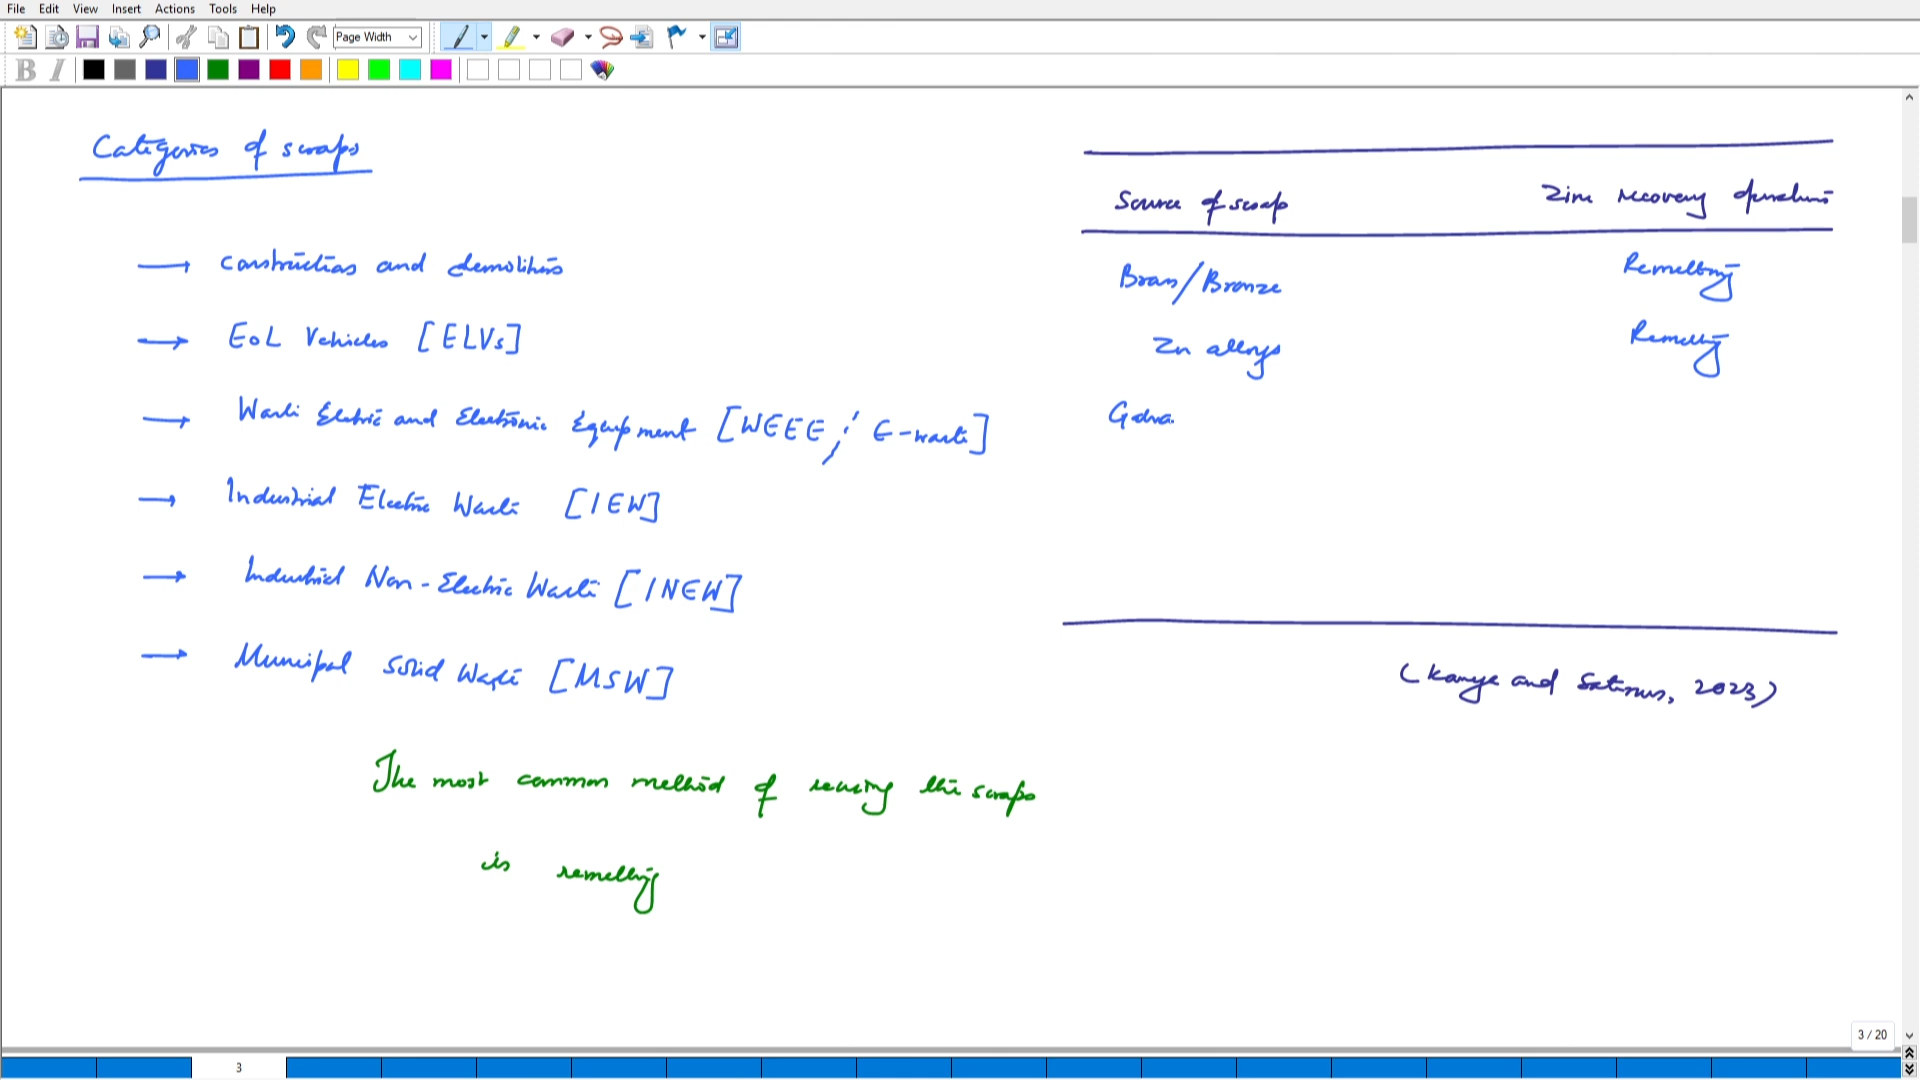 File Edit View Insert Actions Tools Help
Page Width
B I
Categories of scraps
→ Construction and demolition
→ EoL Vehicles [ELVs]
→ Waste Electric and Electronic Equipment [WEEE / E-waste]
→ Industrial Electric Waste [IEW]
→ Industrial Non-Electric Waste [INEW]
→ Municipal Solid Waste [MSW]
The most common method of reusing the scraps
is remelting
Source of scrap Zinc recovery operations
Brass/Bronze Remelting
Zn alloys Remelting
Galva
(Kanye and 2023)
3 / 20
3